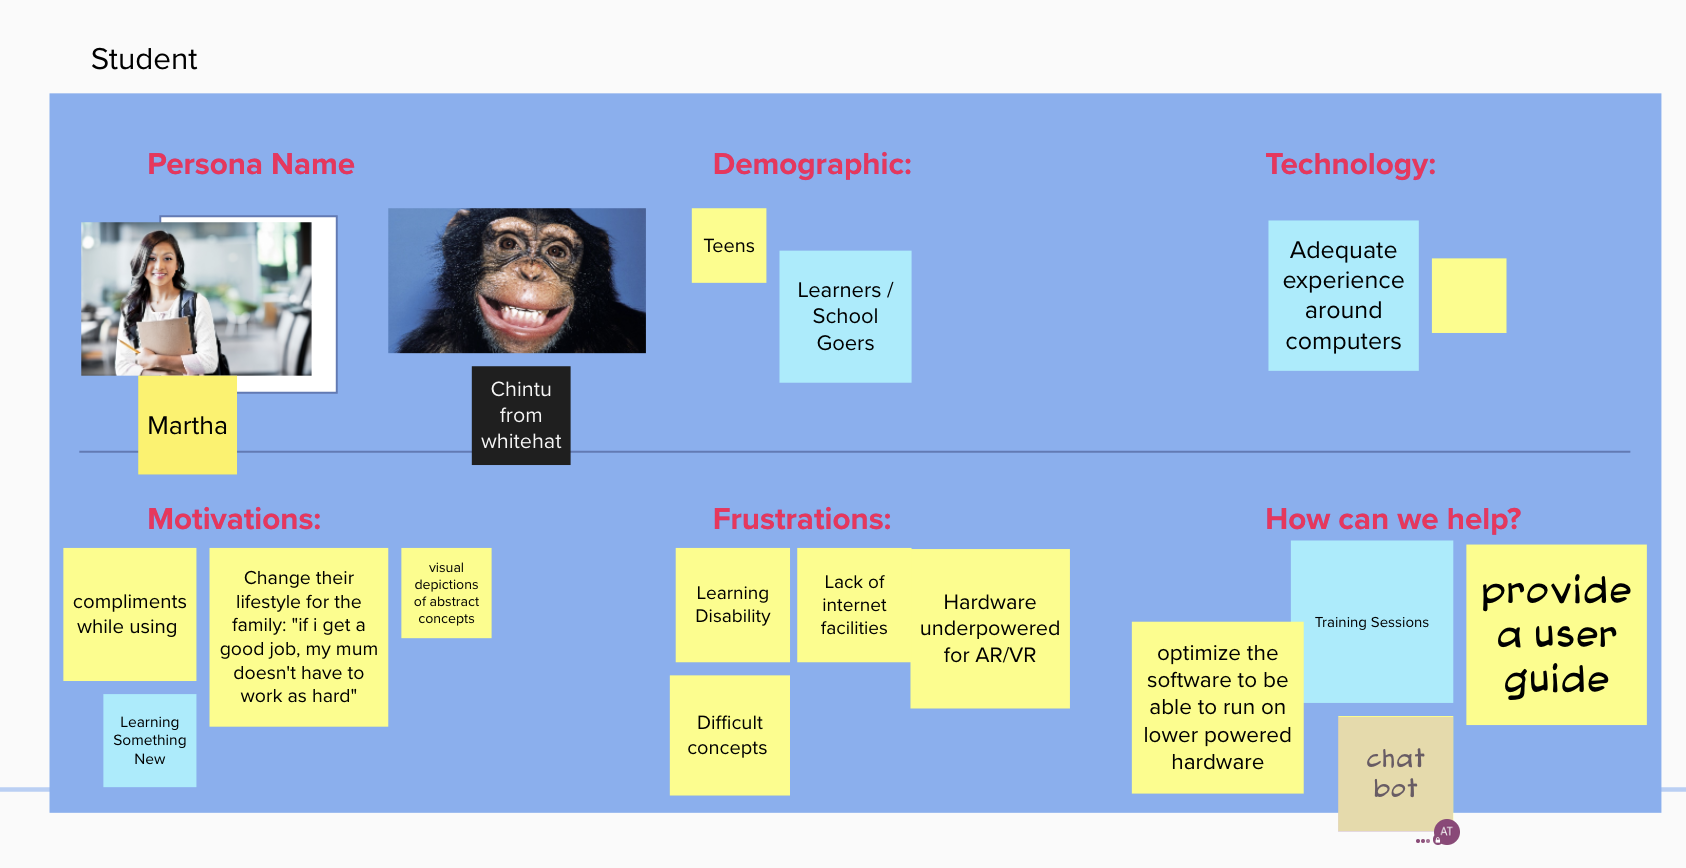 Student
Persona Name
Demographic:
Technology:
Martha
Chintu
from
whitehat
Teens
Learners /
School
Goers
Adequate
experience
around
computers
Motivations:
compliments
while using
Change their
lifestyle for the
family: "if i get a
good job, my mum
doesn't have to
work as hard"
visual
depictions
of abstract
concepts
Learning
Something
New
Frustrations:
Learning
Disability
Lack of
internet
facilities
Hardware
underpowered
for AR/VR
Difficult
concepts
How can we help?
Training Sessions
provide
a user
guide
optimize the
software to be
able to run on
lower powered
hardware
chat
bot
AT